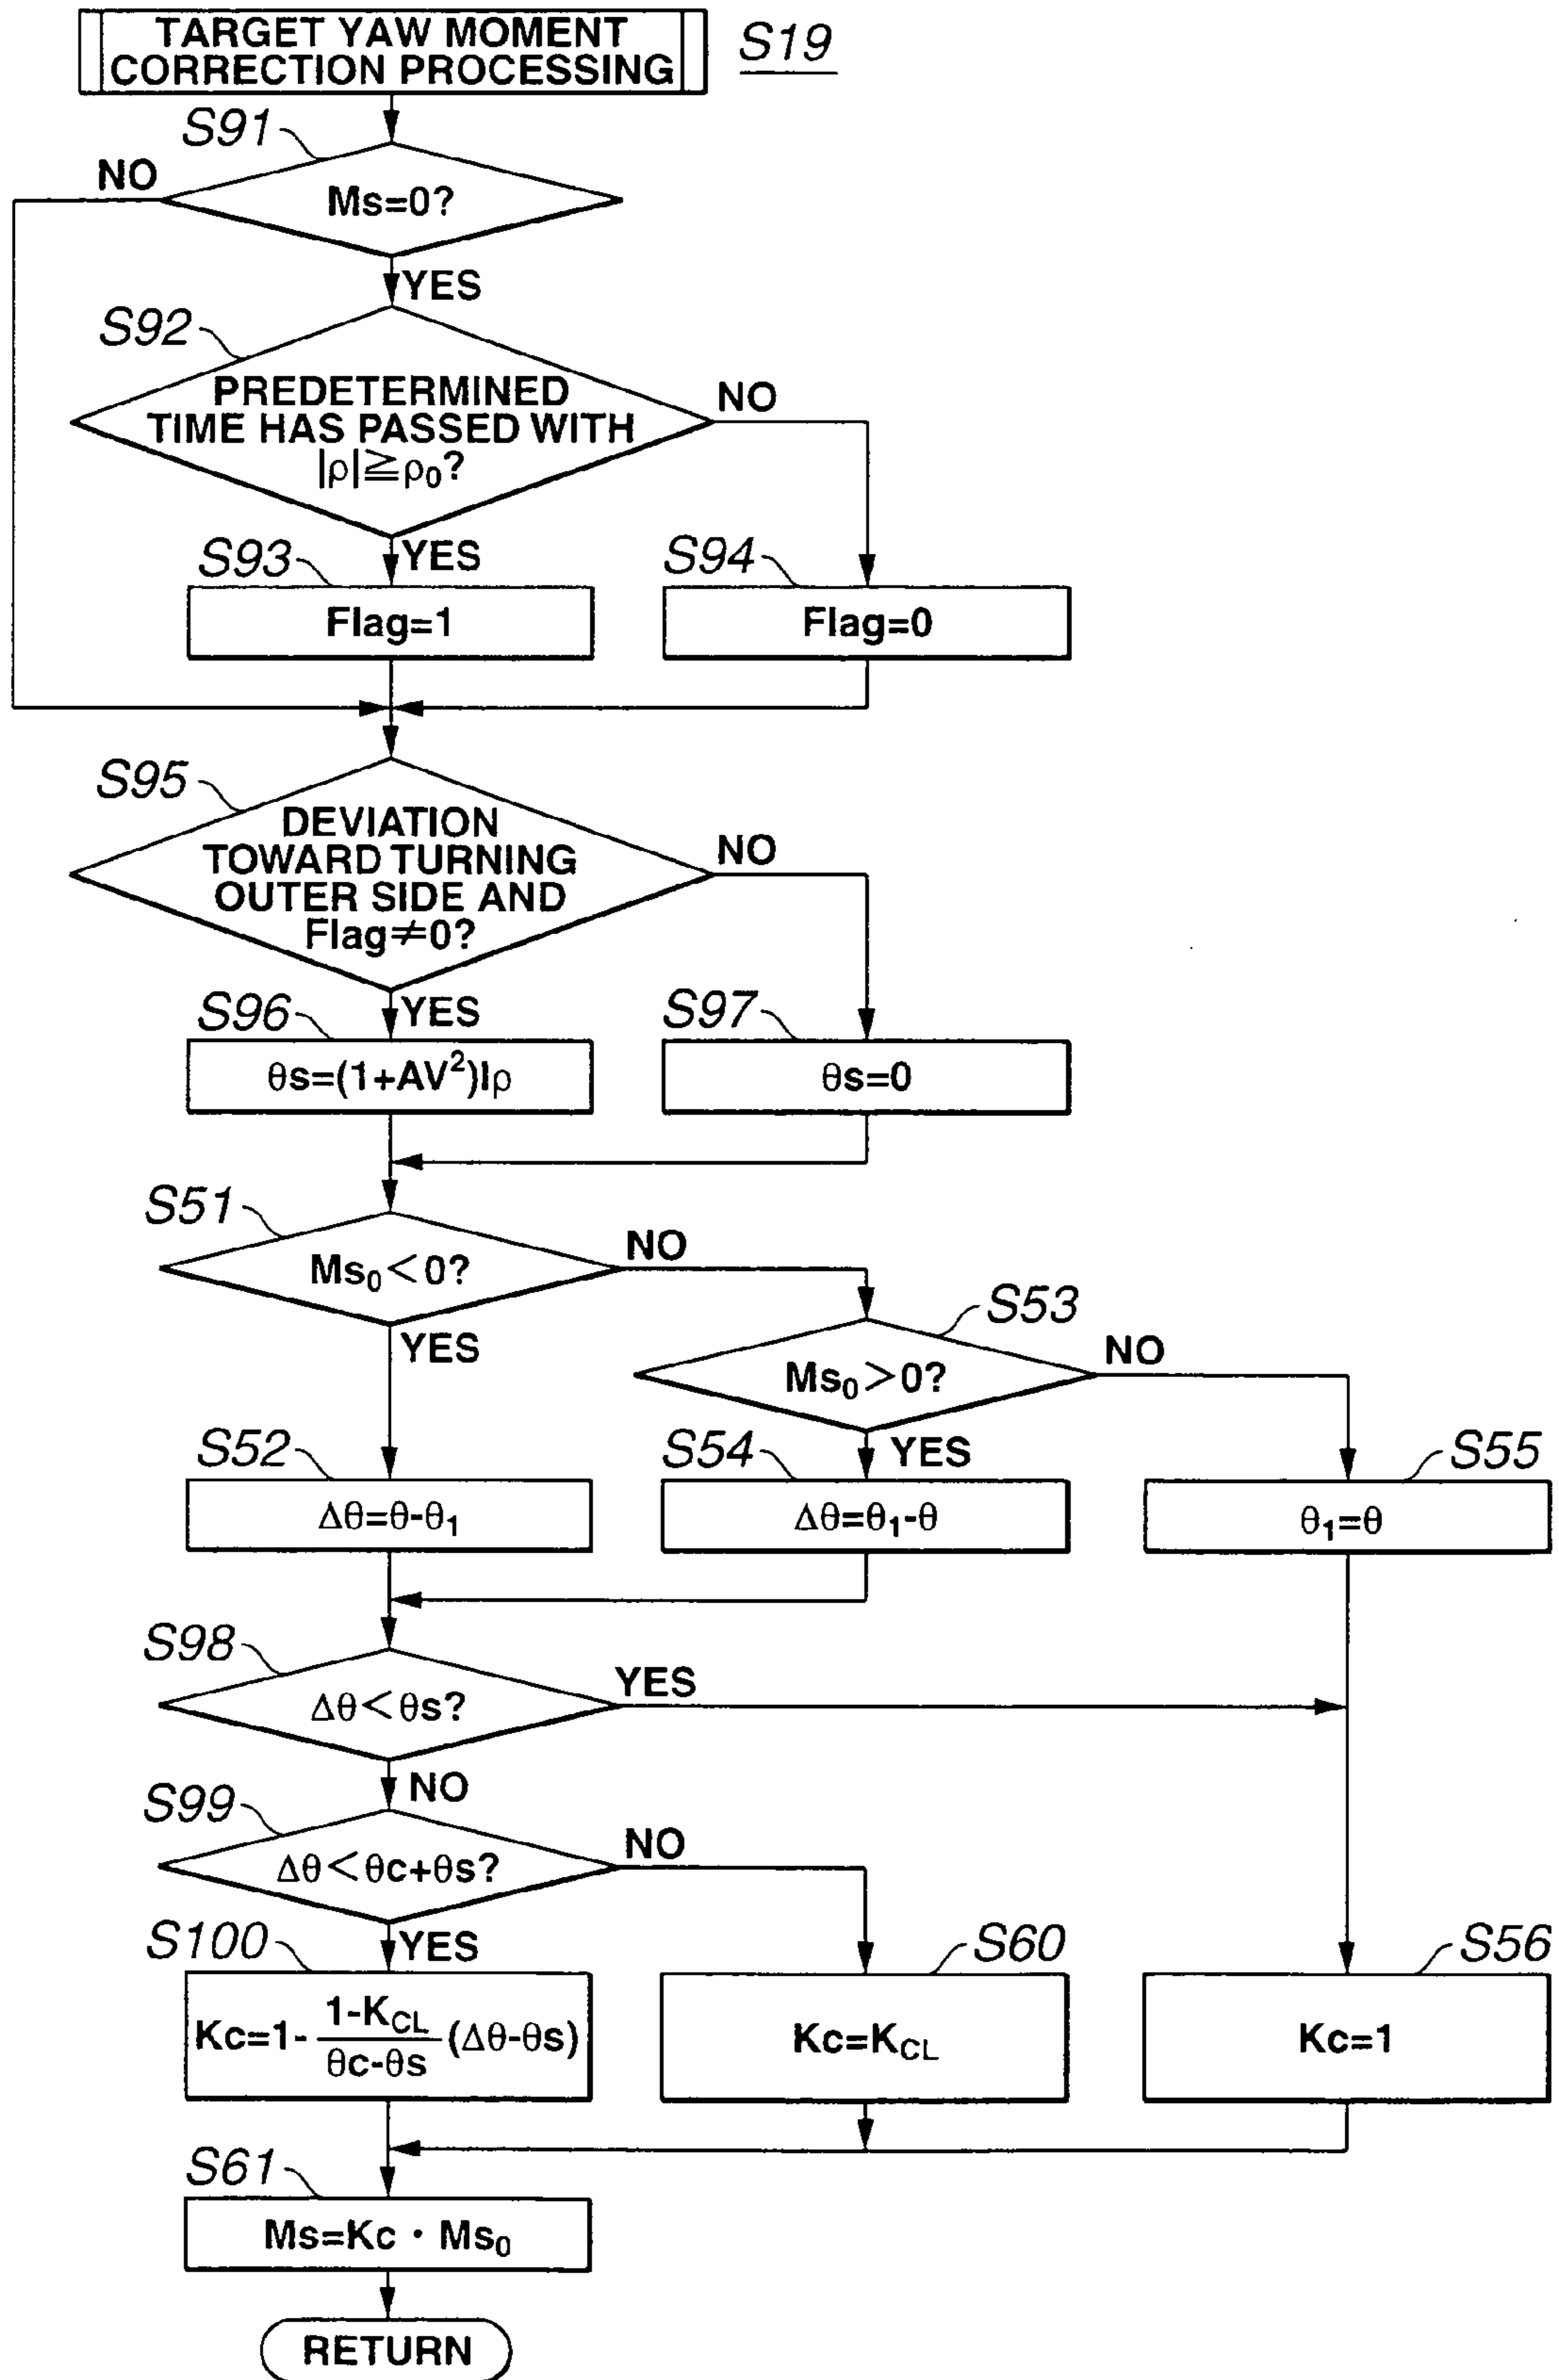 TARGET YAW MOMENT
CORRECTION PROCESSING
S19
S91
NO
Ms=0?
YES
S92
PREDETERMINED
TIME HAS PASSED WITH
|ρ|≧ρ₀?
NO
YES
S93
Flag=1
S94
Flag=0
S95
DEVIATION
TOWARD TURNING
OUTER SIDE AND
Flag≠0?
NO
YES
S96
θs=(1+AV²)lρ
S97
θs=0
S51
Ms₀<0?
NO
YES
S53
Ms₀>0?
NO
YES
S52
Δθ=θ-θ₁
S54
Δθ=θ₁-θ
S55
θ₁=θ
S98
Δθ<θs?
YES
NO
S99
Δθ<θc+θs?
NO
YES
S100
Kc=1- (1-K_CL)/(θc-θs) (Δθ-θs)
S60
Kc=K_CL
S56
Kc=1
S61
Ms=Kc・Ms₀
RETURN